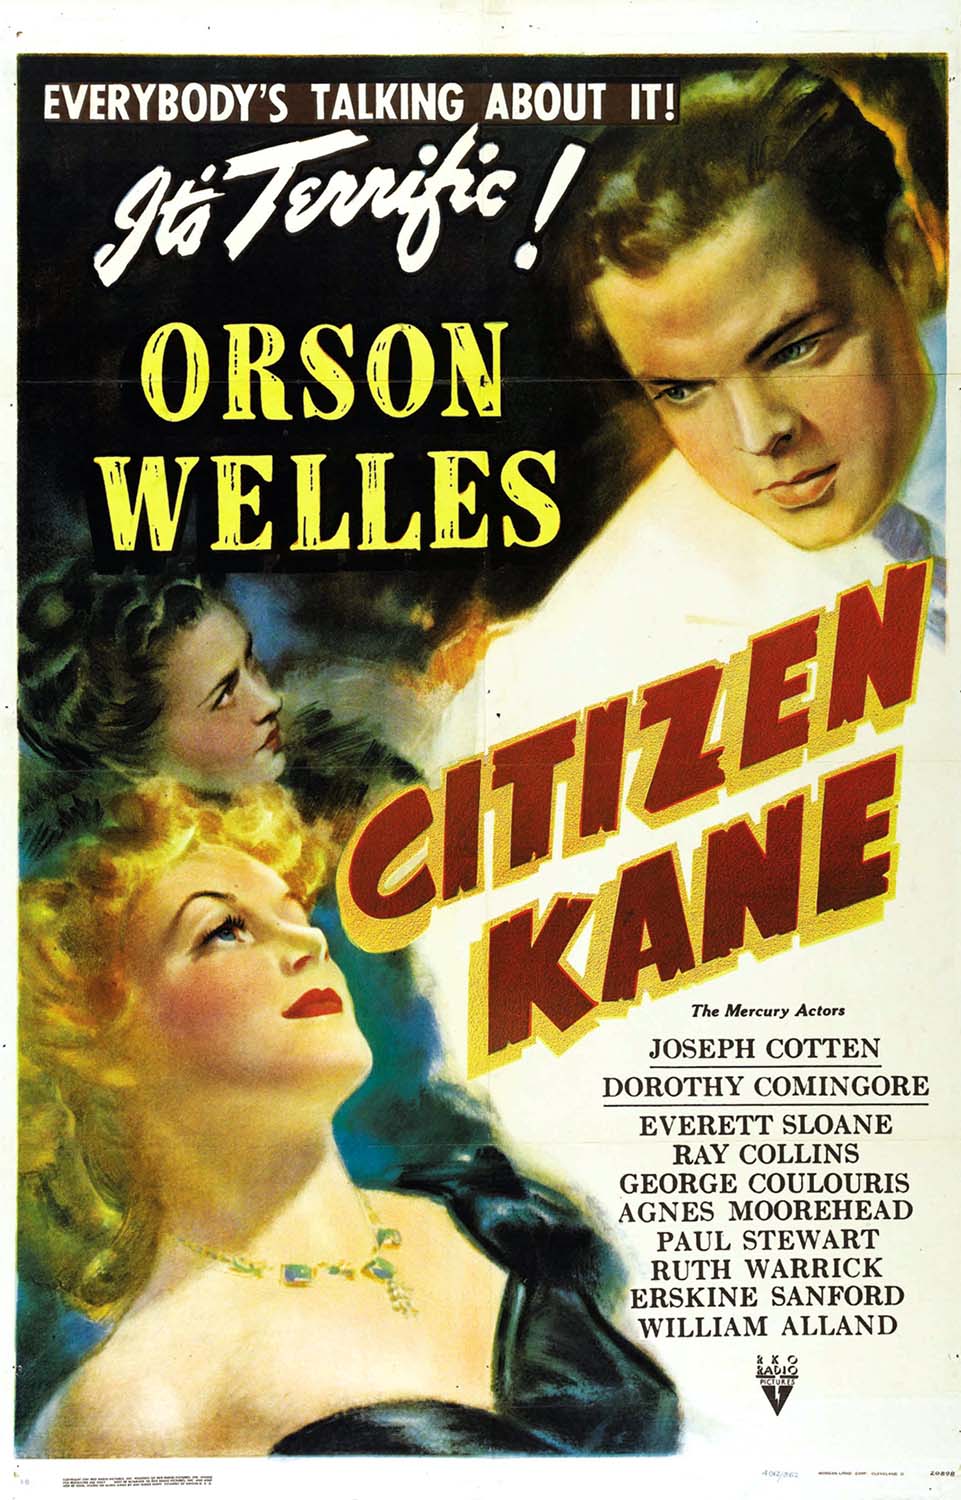 EVERYBODY'S TALKING ABOUT IT!
It's Terrific!
ORSON
WELLES
CITIZEN
KANE
The Mercury Actors
JOSEPH COTTEN
DOROTHY COMINGORE
EVERETT SLOANE
RAY COLLINS
GEORGE COULOURIS
AGNES MOOREHEAD
PAUL STEWART
RUTH WARRICK
ERSKINE SANFORD
WILLIAM ALLAND
RKO
RADIO
PICTURES